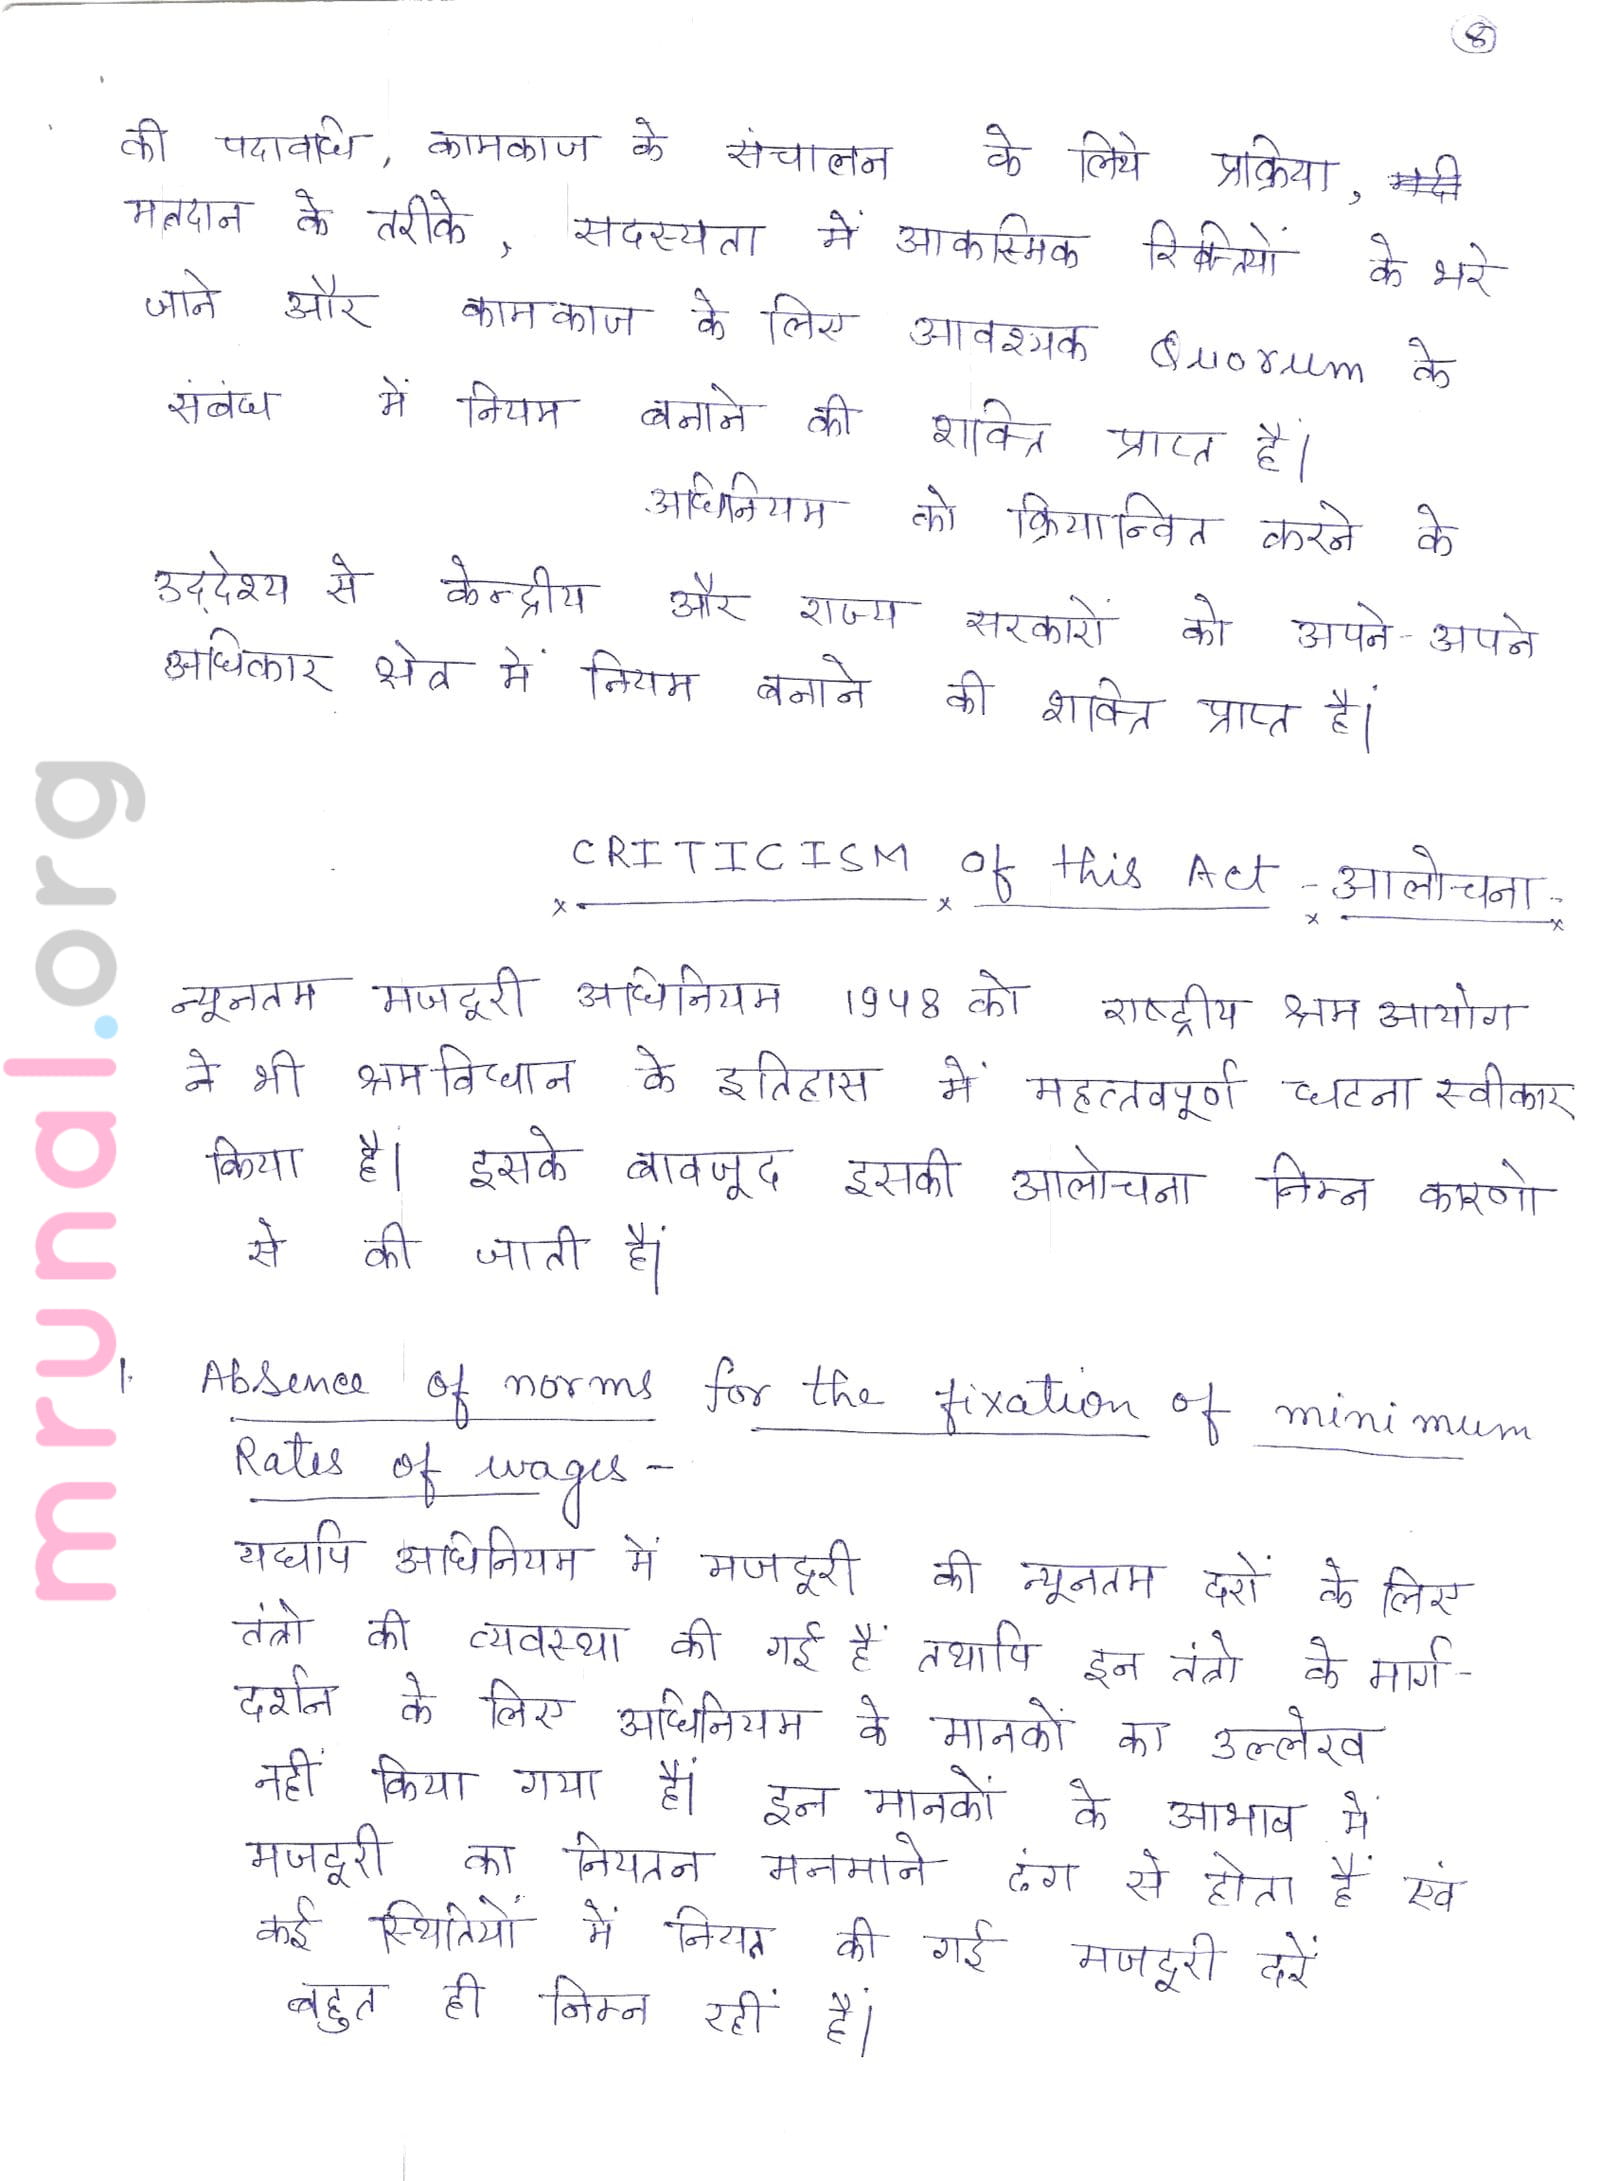 8
की पदावधि, कामकाज के संचालन के लिये प्रक्रिया,
मतदान के तरीके, सदस्यता में आकस्मिक रिक्तियों के भरे
जाने और कामकाज के लिए आवश्यक Quorum के
संबंध में नियम बनाने की शक्ति प्राप्त हैं।
अधिनियम को क्रियान्वित करने के
उद्देश्य से केन्द्रीय और राज्य सरकारों को अपने-अपने
अधिकार क्षेत्र में नियम बनाने की शक्ति प्राप्त हैं।
CRITICISM of this Act - आलोचना -
न्यूनतम मजदूरी अधिनियम 1948 को राष्ट्रीय श्रम आयोग
ने भी श्रम विधान के इतिहास में महत्तवपूर्ण घटना स्वीकार
किया है। इसके बावजूद इसकी आलोचना निम्न कारणो
से की जाती हैं।
1. Absence of norms for the fixation of minimum
Rates of wages -
यद्यपि अधिनियम में मजदूरी की न्यूनतम दरों के लिए
तंत्रो की व्यवस्था की गई हैं तथापि इन तंत्रो के मार्ग-
दर्शन के लिए अधिनियम के मानकों का उल्लेख
नहीं किया गया हैं। इन मानकों के आभाव में
मजदूरी का नियतन मनमाने ढंग से होता हैं एवं
कई स्थितियों में नियत की गई मजदूरी दरें
बहुत ही निम्न रहीं हैं।
mrunal.org